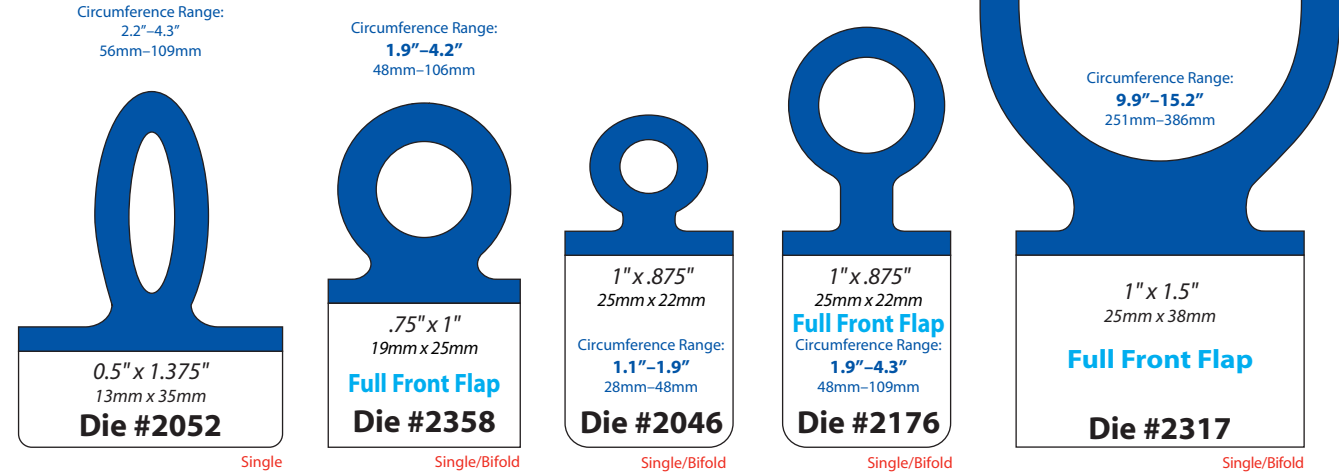 Circumference Range:
2.2”–4.3”
56mm–109mm
0.5" x 1.375"
13mm x 35mm
Die #2052
Single
Circumference Range:
1.9”–4.2”
48mm–106mm
.75" x 1"
19mm x 25mm
Full Front Flap
Die #2358
Single/Bifold
1" x .875"
25mm x 22mm
Circumference Range:
1.1”–1.9”
28mm–48mm
Die #2046
Single/Bifold
1" x .875"
25mm x 22mm
Full Front Flap
Circumference Range:
1.9”–4.3”
48mm–109mm
Die #2176
Single/Bifold
Circumference Range:
9.9”–15.2”
251mm–386mm
1" x 1.5"
25mm x 38mm
Full Front Flap
Die #2317
Single/Bifold